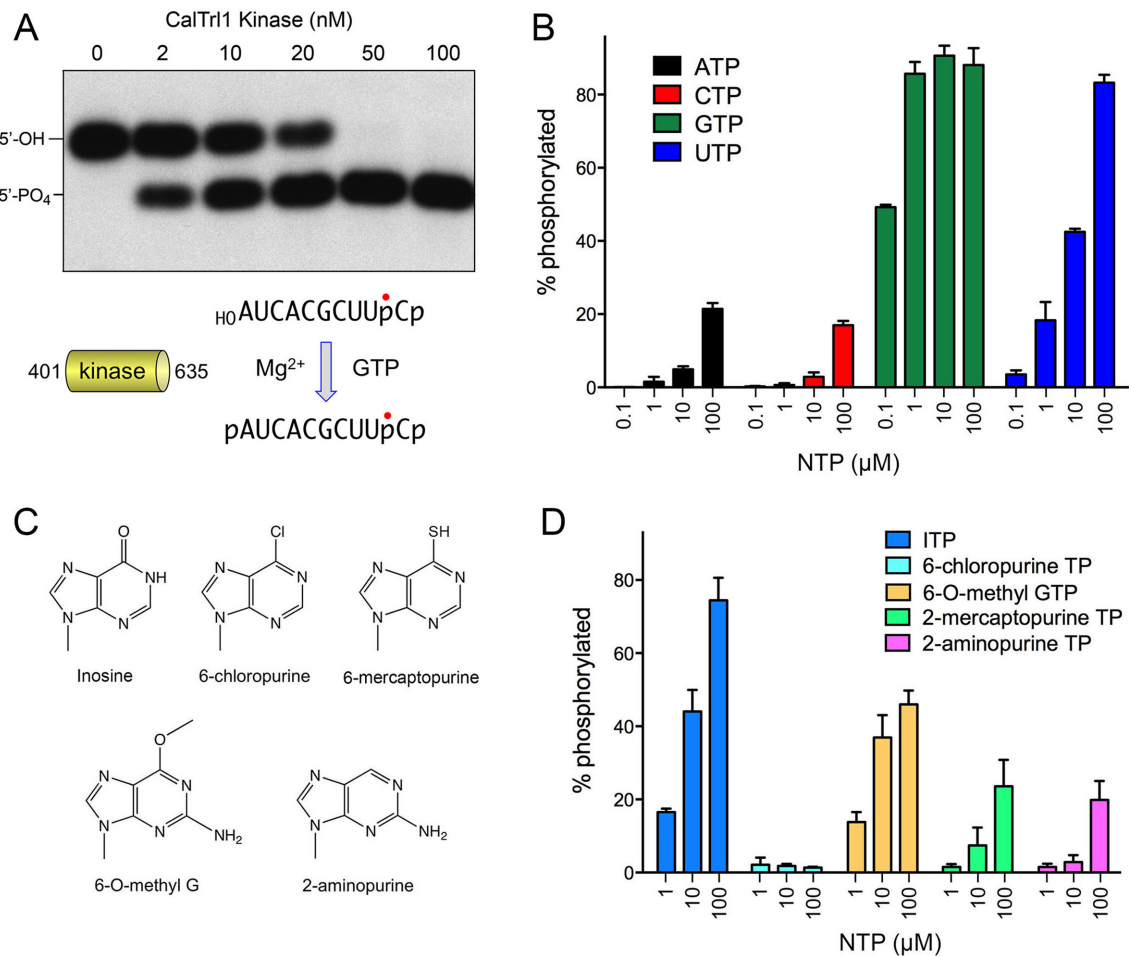 A
CalTrl1 Kinase (nM)
0 2 10 20 50 100
5'-OH
5'-PO4
HOAUCACGCUUpCp
401 kinase 635
Mg2+ GTP
pAUCACGCUUpCp
B
ATP
CTP
GTP
UTP
% phosphorylated
80
60
40
20
0
0.1 1 10 100 0.1 1 10 100 0.1 1 10 100 0.1 1 10 100
NTP (µM)
C
O
N NH
N N
Inosine
Cl
N N
N N
6-chloropurine
SH
N N
N N
6-mercaptopurine
O
N N
N N NH2
6-O-methyl G
N N
N N NH2
2-aminopurine
D
ITP
6-chloropurine TP
6-O-methyl GTP
2-mercaptopurine TP
2-aminopurine TP
% phosphorylated
80
60
40
20
0
1 10 100 1 10 100 1 10 100 1 10 100 1 10 100
NTP (µM)